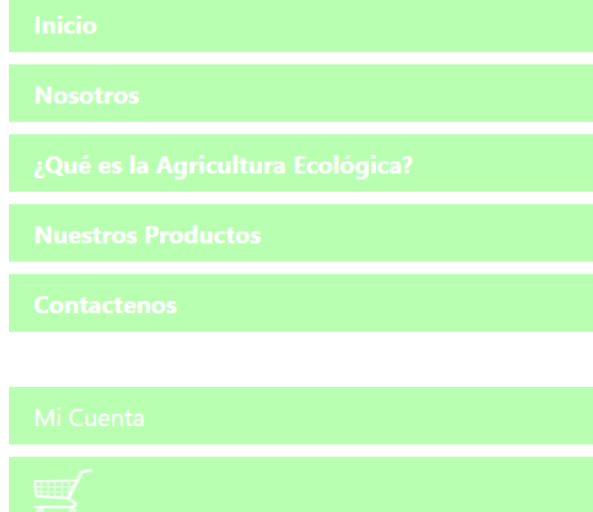 Inicio
Nosotros
¿Qué es la Agricultura Ecológica?
Nuestros Productos
Contactenos
Mi Cuenta